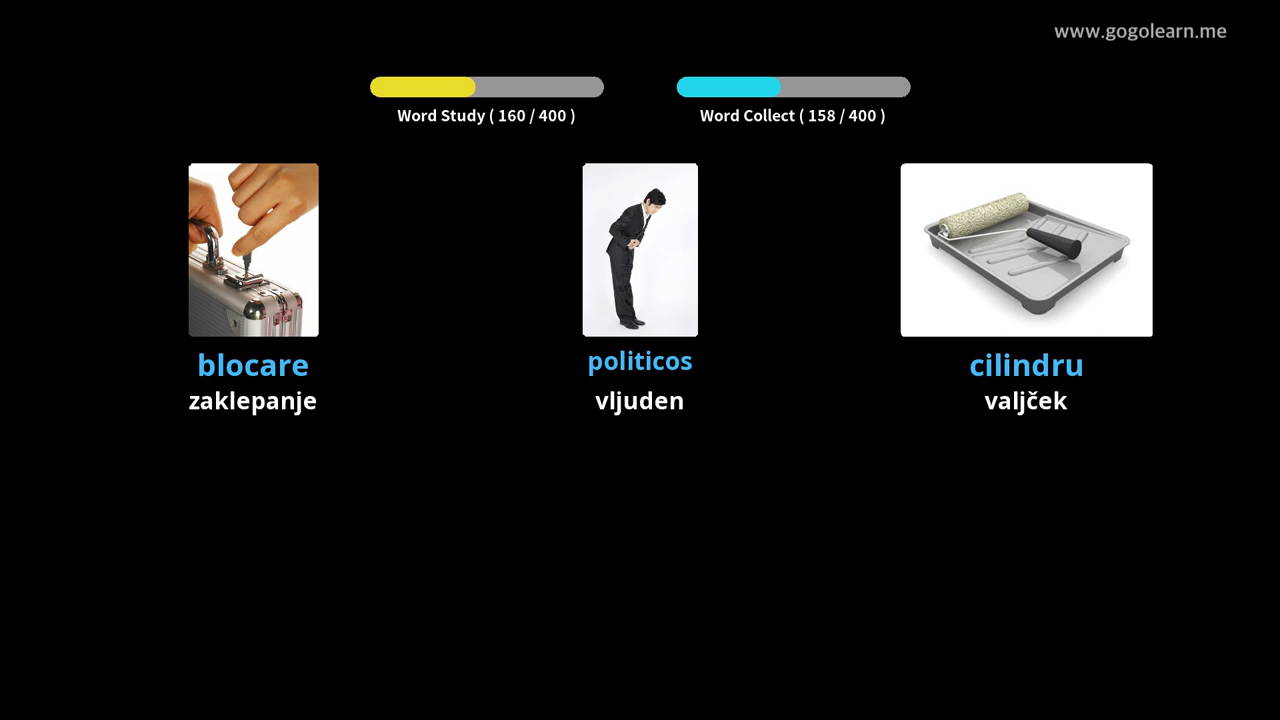 www.gogolearn.me
Word Study ( 160 / 400 )
Word Collect ( 158 / 400 )
blocare
zaklepanje
politicos
vljuden
cilindru
valjček